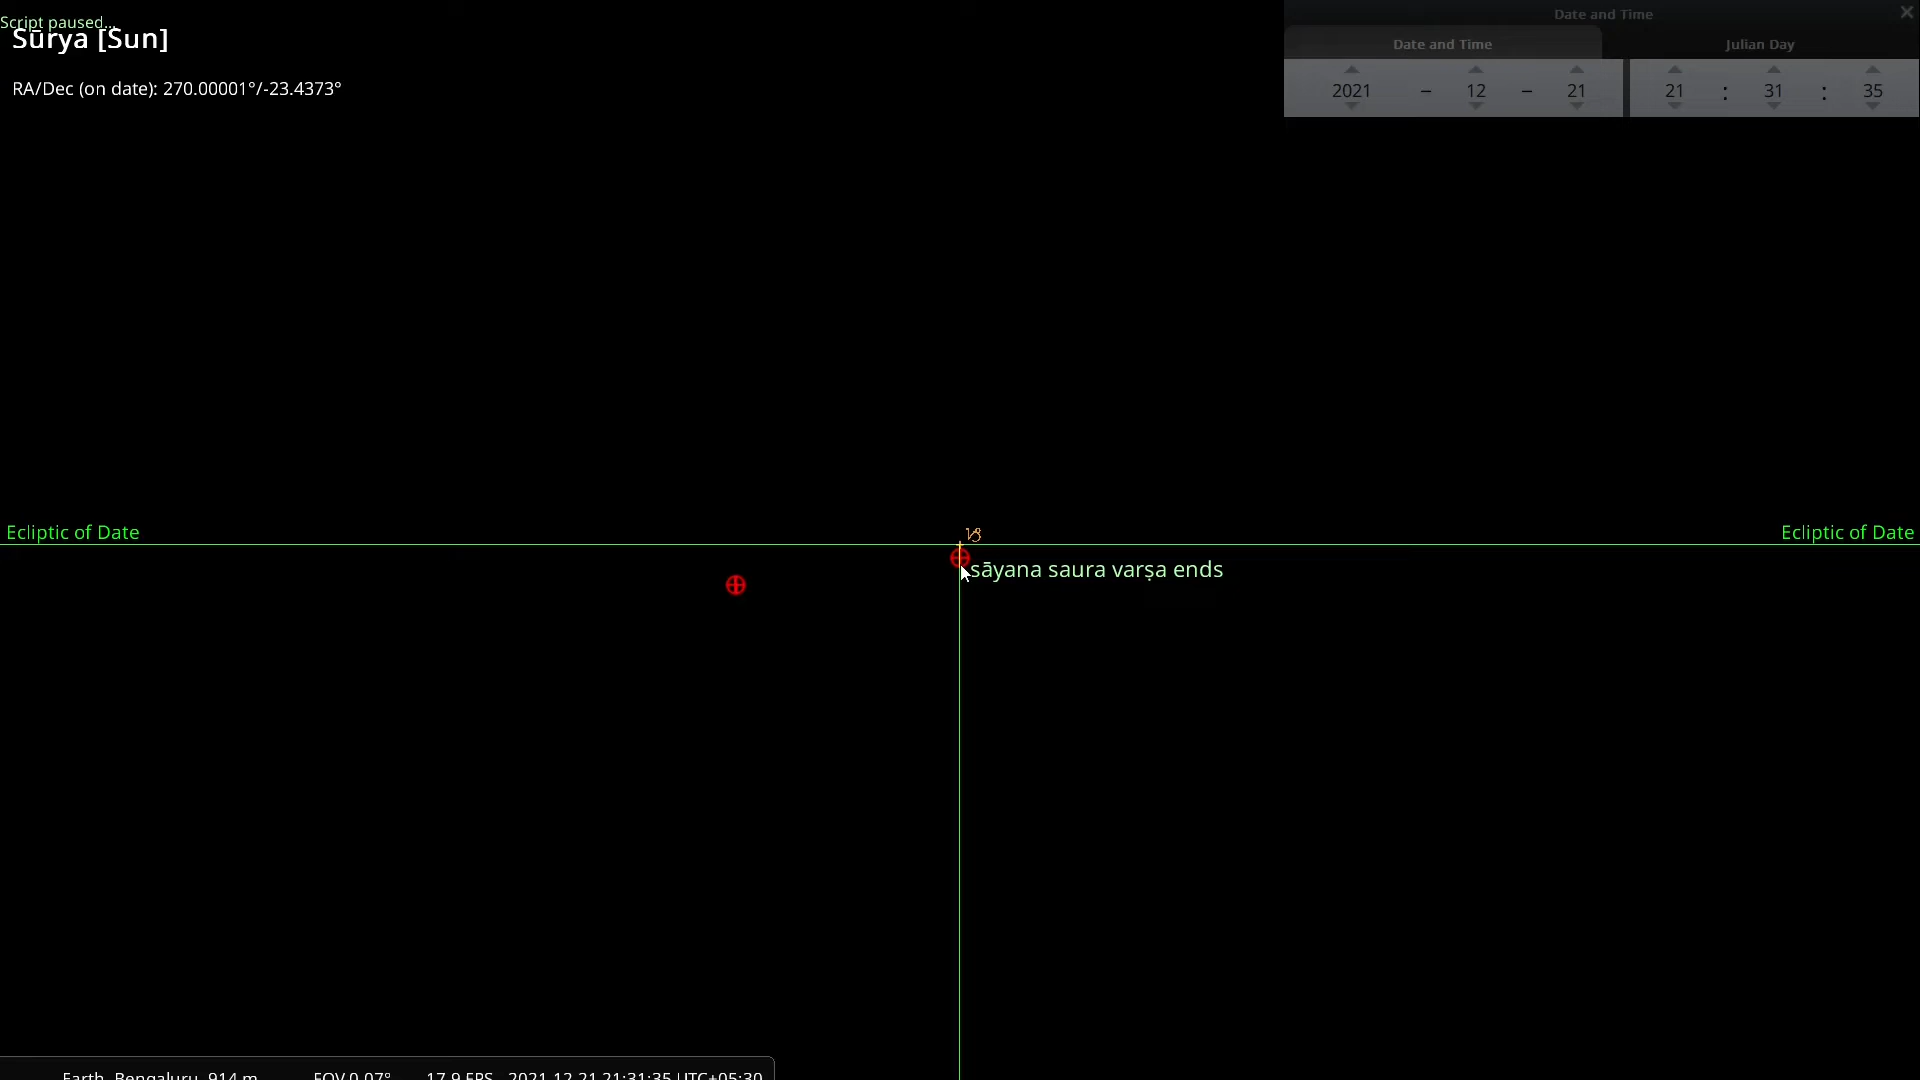 Script paused...
Sūrya [Sun]
RA/Dec (on date): 270.00001°/-23.4373°
Date and Time
Date and Time
Julian Day
2021 – 12 – 21 21 : 31 : 35
Ecliptic of Date
♑
Ecliptic of Date
sāyana saura varṣa ends
Earth, Bengaluru, 914 m FOV 0.07° 17.9 FPS 2021-12-21 21:31:35 UTC+05:30